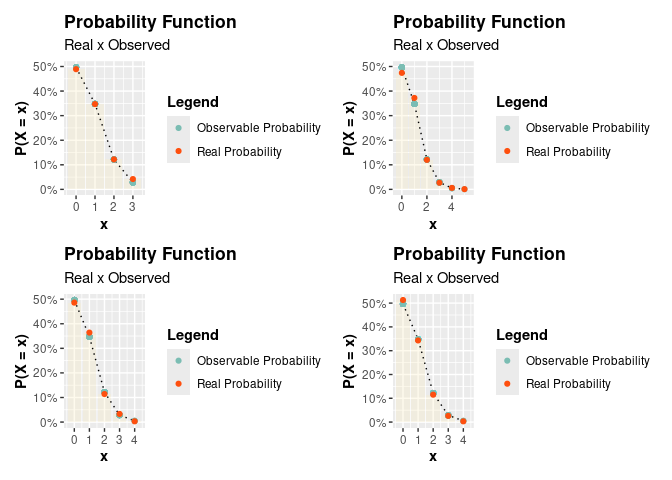 Probability Function
Real x Observed
50%
40%
30%
20%
10%
0%
P(X = x)
0 1 2 3
x
Legend
Observable Probability
Real Probability
Probability Function
Real x Observed
50%
40%
30%
20%
10%
0%
P(X = x)
0 2 4
x
Legend
Observable Probability
Real Probability
Probability Function
Real x Observed
50%
40%
30%
20%
10%
0%
P(X = x)
0 1 2 3 4
x
Legend
Observable Probability
Real Probability
Probability Function
Real x Observed
50%
40%
30%
20%
10%
0%
P(X = x)
0 1 2 3 4
x
Legend
Observable Probability
Real Probability